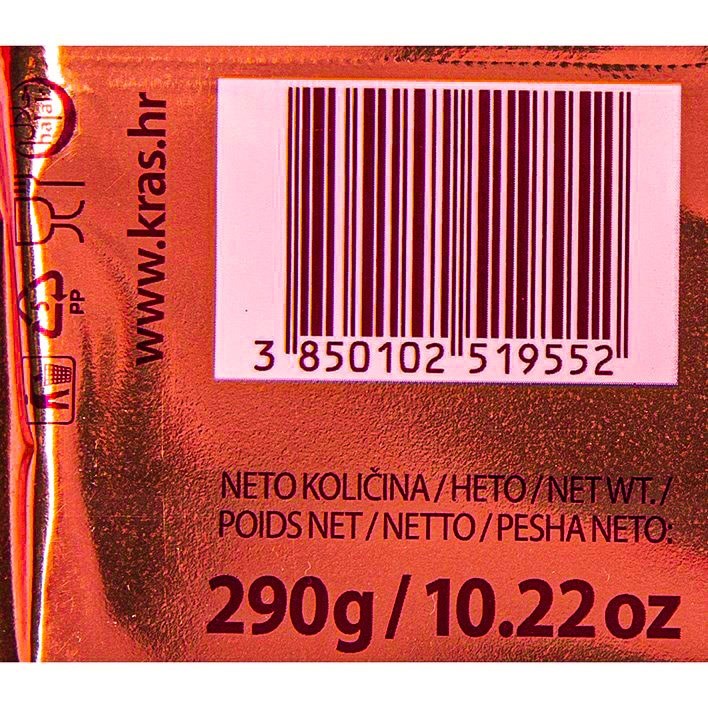 www.kras.hr
PP
3 850102 519552
NETO KOLIČINA / НЕТО / NET WT. /
POIDS NET / NETTO / PESHA NETO:
290g / 10.22 oz